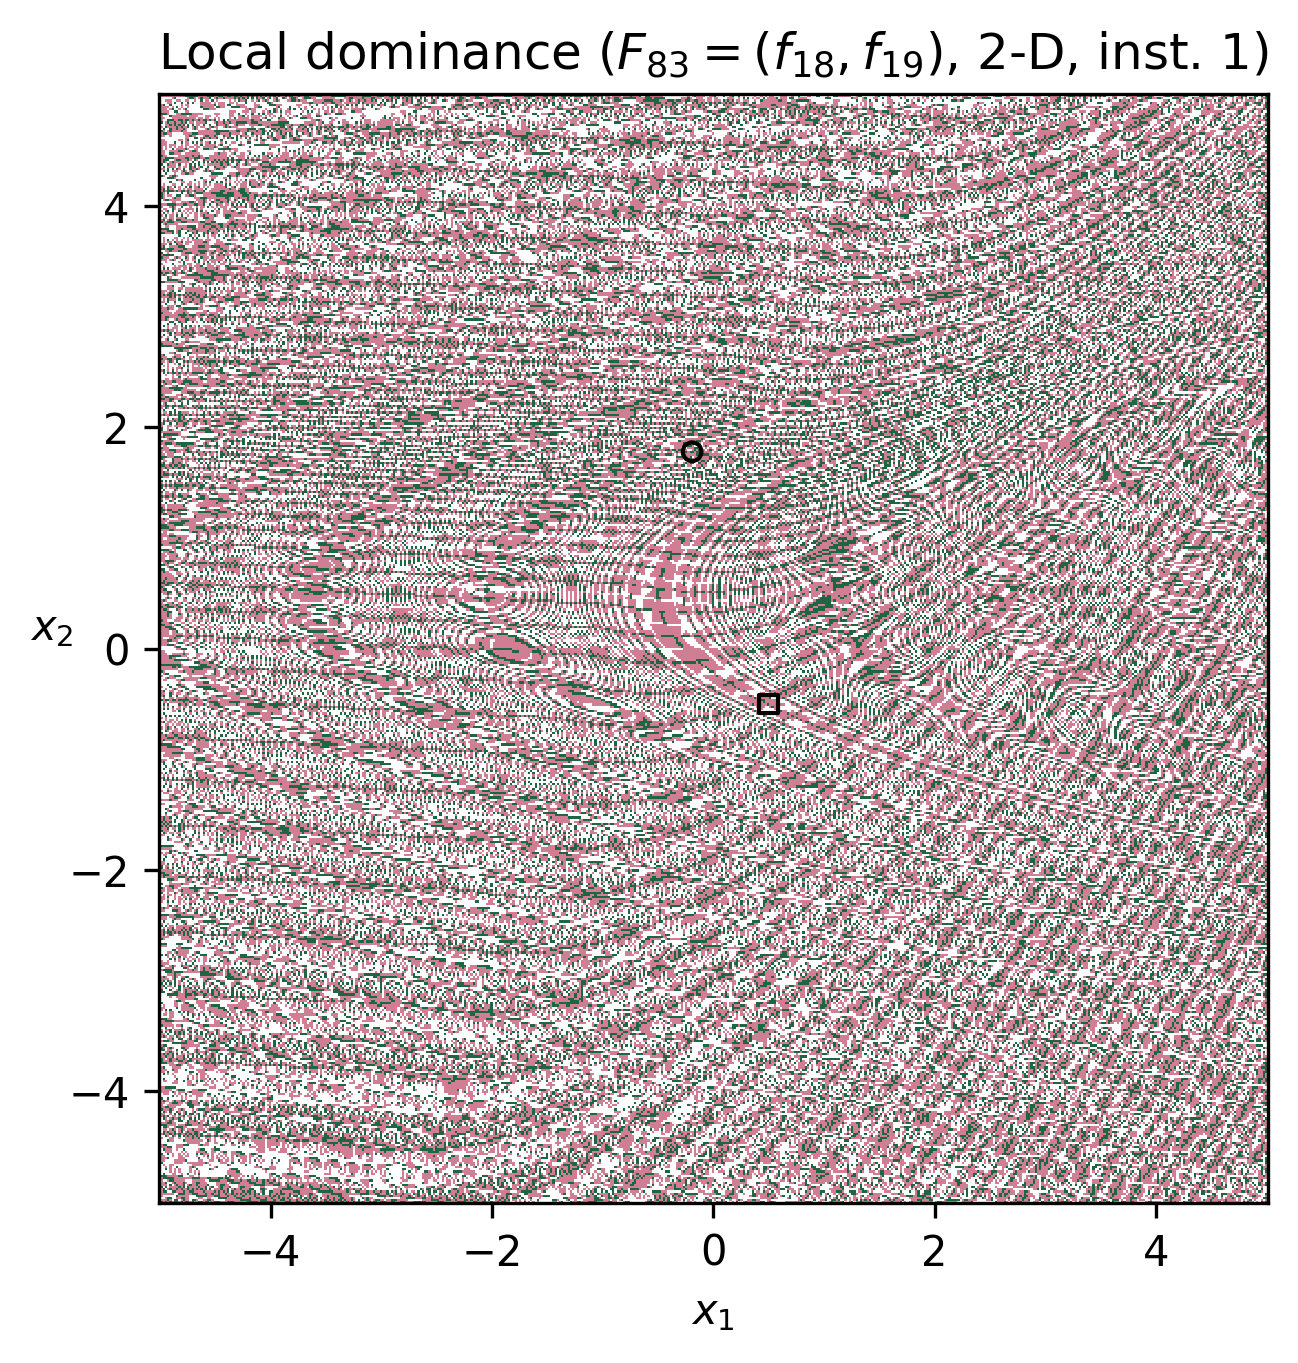 Local dominance (F₈₃ = (f₁₈, f₁₉), 2-D, inst. 1)
4
2
x₂
0
−2
−4
−4 −2 0 2 4
x₁